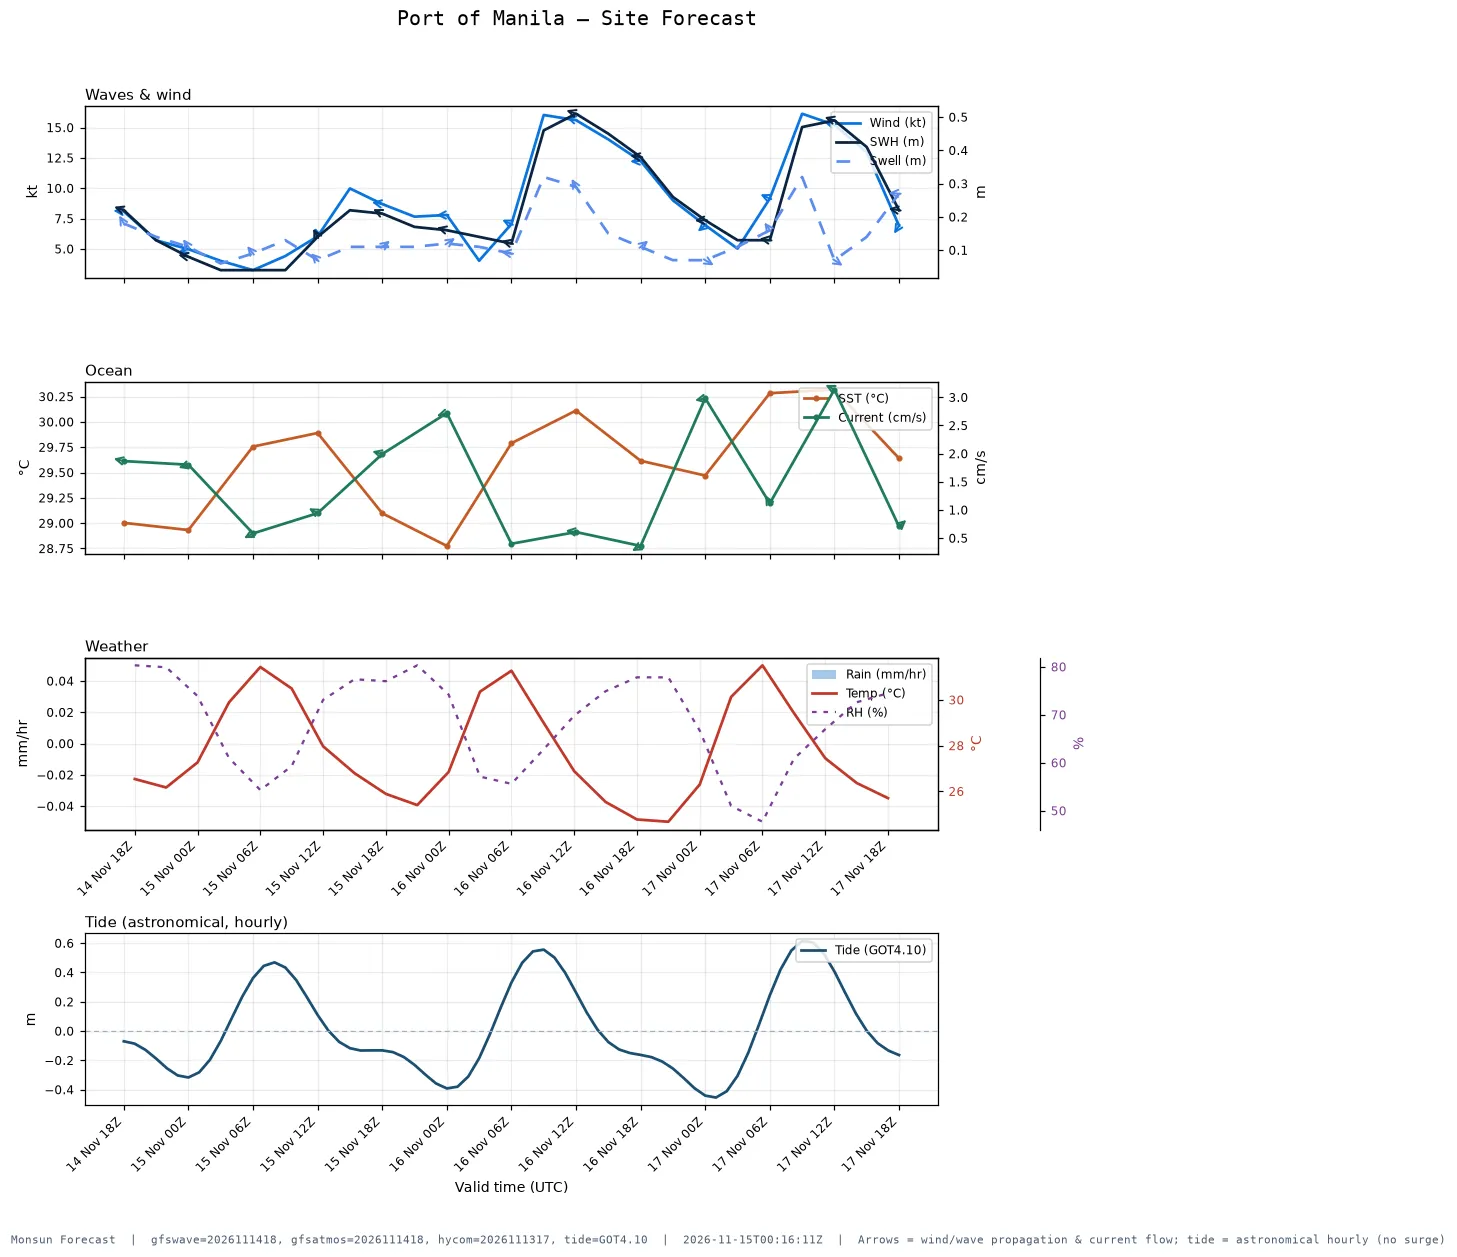 Port of Manila — Site Forecast
Waves & wind
15.0
12.5
10.0
7.5
5.0
kt
0.5
0.4
0.3
0.2
0.1
m
Wind (kt)
SWH (m)
Swell (m)
Ocean
30.25
30.00
29.75
29.50
29.25
29.00
28.75
°C
3.0
2.5
2.0
1.5
1.0
0.5
cm/s
SST (°C)
Current (cm/s)
Weather
0.04
0.02
0.00
−0.02
−0.04
mm/hr
30
28
26
°C
80
70
60
50
%
Rain (mm/hr)
Temp (°C)
RH (%)
14 Nov 18Z
15 Nov 00Z
15 Nov 06Z
15 Nov 12Z
15 Nov 18Z
16 Nov 00Z
16 Nov 06Z
16 Nov 12Z
16 Nov 18Z
17 Nov 00Z
17 Nov 06Z
17 Nov 12Z
17 Nov 18Z
Tide (astronomical, hourly)
0.6
0.4
0.2
0.0
−0.2
−0.4
m
Tide (GOT4.10)
14 Nov 18Z
15 Nov 00Z
15 Nov 06Z
15 Nov 12Z
15 Nov 18Z
16 Nov 00Z
16 Nov 06Z
16 Nov 12Z
16 Nov 18Z
17 Nov 00Z
17 Nov 06Z
17 Nov 12Z
17 Nov 18Z
Valid time (UTC)
Monsun Forecast | gfswave=2026111418, gfsatmos=2026111418, hycom=2026111317, tide=GOT4.10 | 2026-11-15T00:16:11Z | Arrows = wind/wave propagation & current flow; tide = astronomical hourly (no surge)